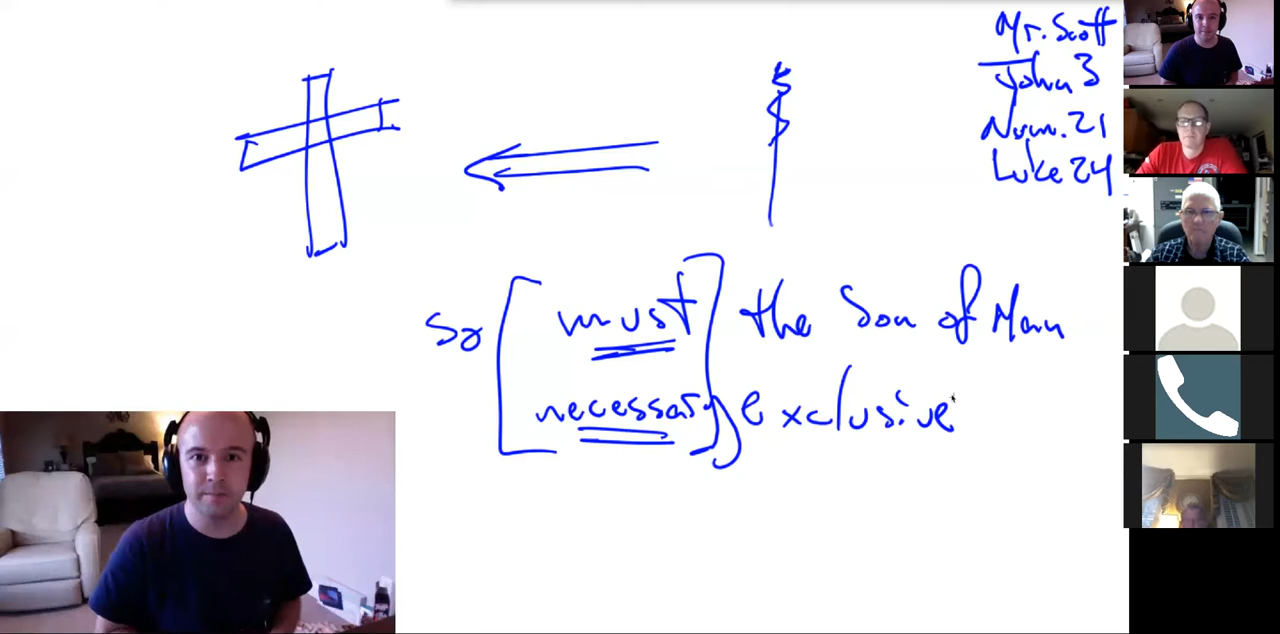 Mr. Scott
John 3
Num. 21
Luke 24
so [must] the Son of Man
[necessary] exclusive